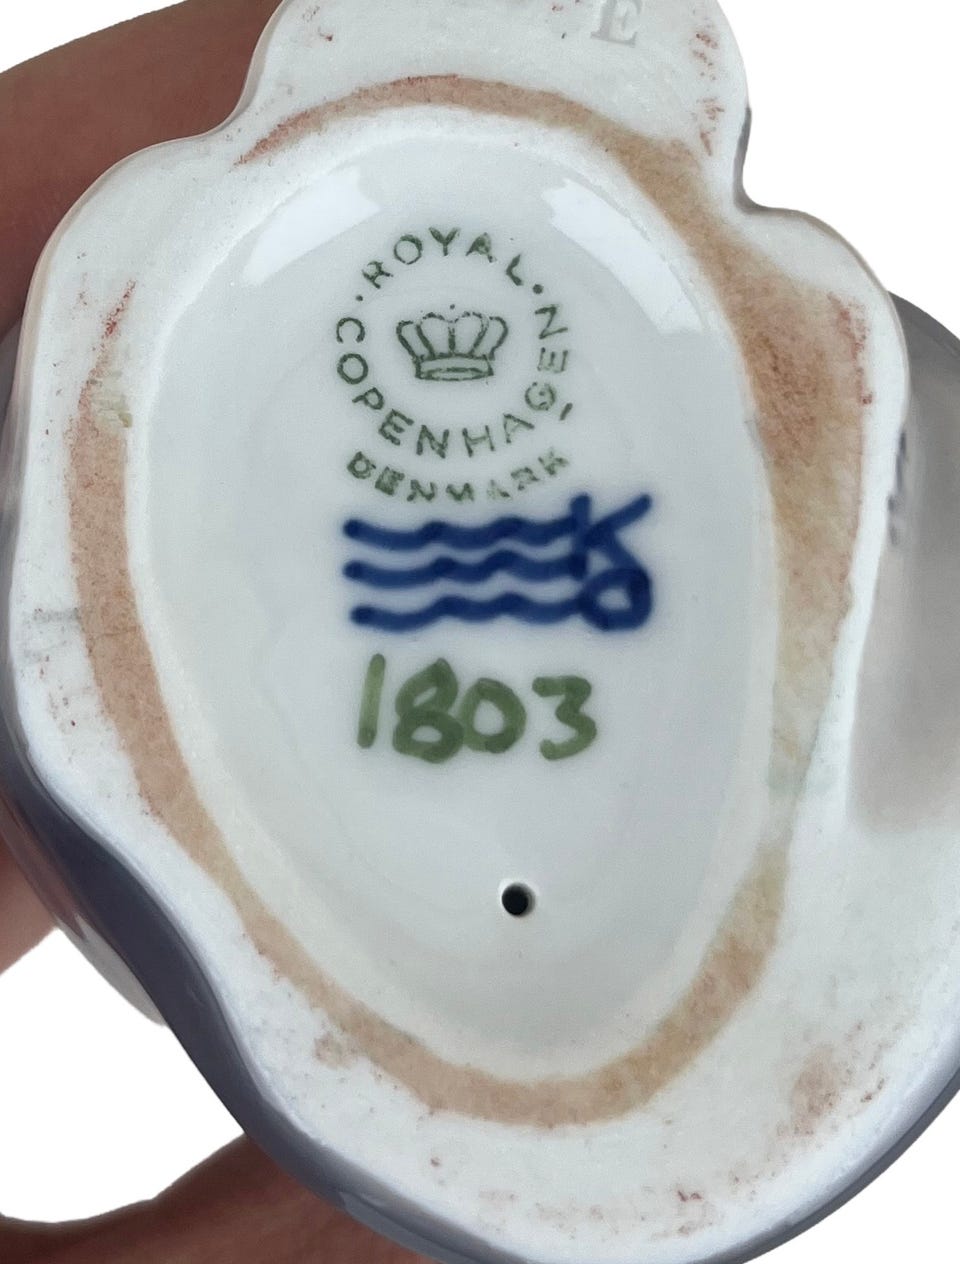 E
ROYAL
COPENHAGEN
DENMARK
1803